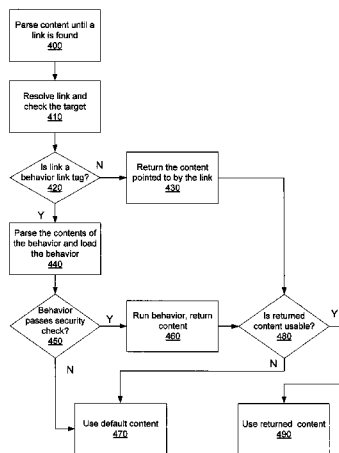 Parse content until a
link is found
400
Resolve link and
check the target
410
Is link a
behavior link tag?
420
N
Return the content
pointed to by the link
430
Y
Parse the contents of
the behavior and load
the behavior
440
Behavior
passes security
check?
450
Y
Run behavior, return
content
460
Is returned
content usable?
480
Y
N
N
Use default content
470
Use returned content
490